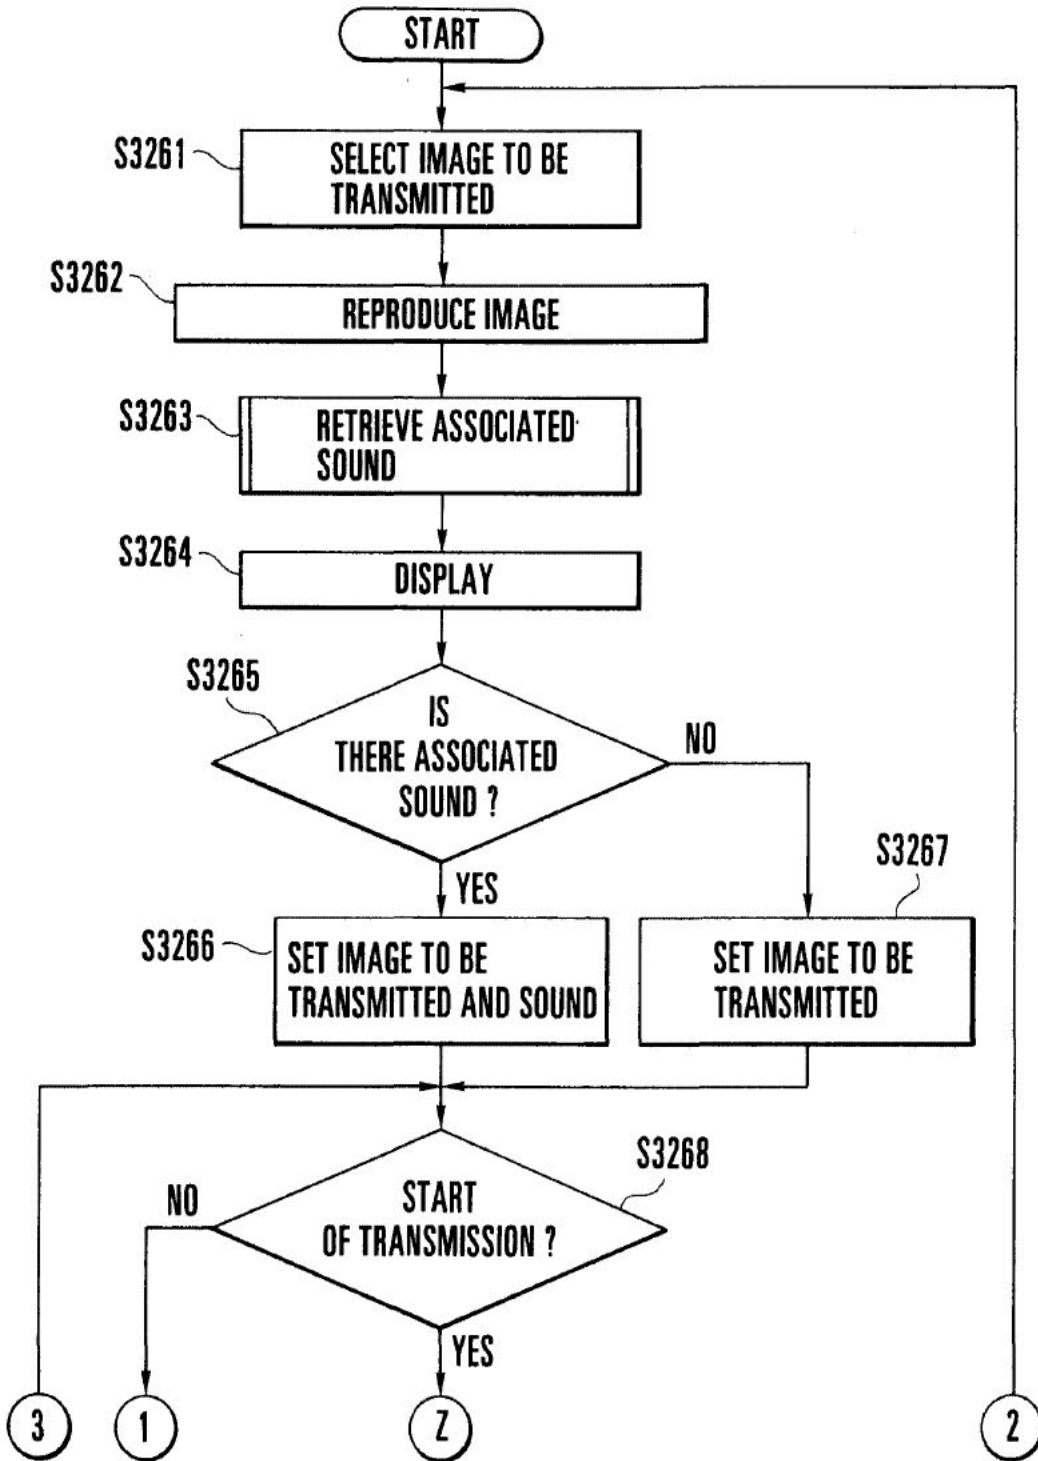 START
S3261
SELECT IMAGE TO BE
TRANSMITTED
S3262
REPRODUCE IMAGE
S3263
RETRIEVE ASSOCIATED
SOUND
S3264
DISPLAY
S3265
IS
THERE ASSOCIATED
SOUND ?
NO
YES
S3266
SET IMAGE TO BE
TRANSMITTED AND SOUND
S3267
SET IMAGE TO BE
TRANSMITTED
S3268
START
OF TRANSMISSION ?
NO
YES
3
1
Z
2